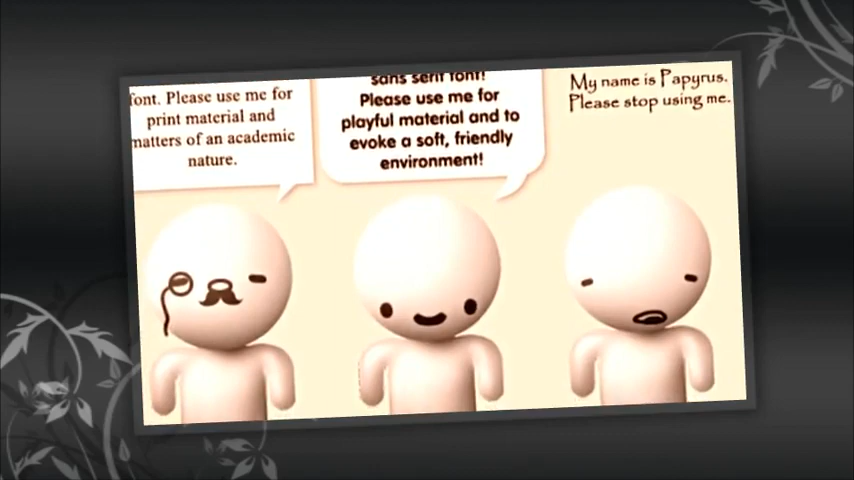 font. Please use me for
print material and
matters of an academic
nature.
sans serif font!
Please use me for
playful material and to
evoke a soft, friendly
environment!
My name is Papyrus.
Please stop using me.